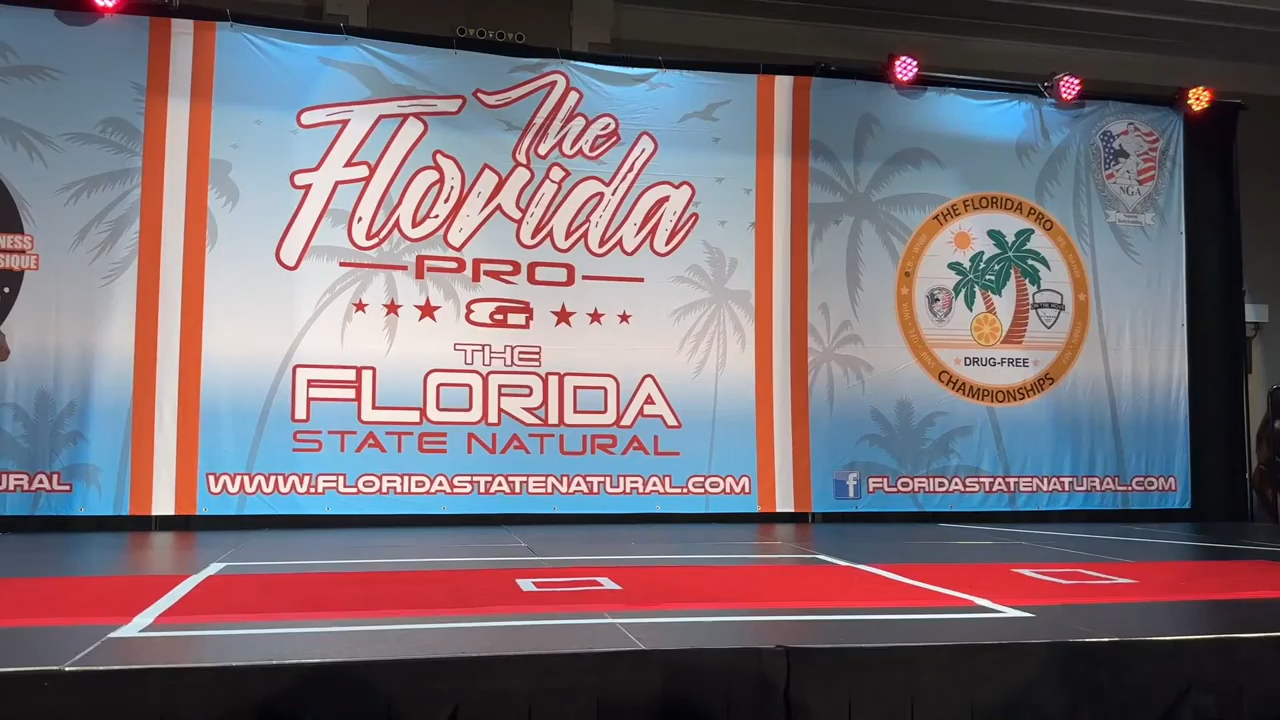 The
Florida
PRO
&
THE
FLORIDA
STATE NATURAL
WWW.FLORIDASTATENATURAL.COM
NESS
SIQUE
URAL
THE FLORIDA PRO
DRUG-FREE
CHAMPIONSHIPS
NGA
f FLORIDASTATENATURAL.COM